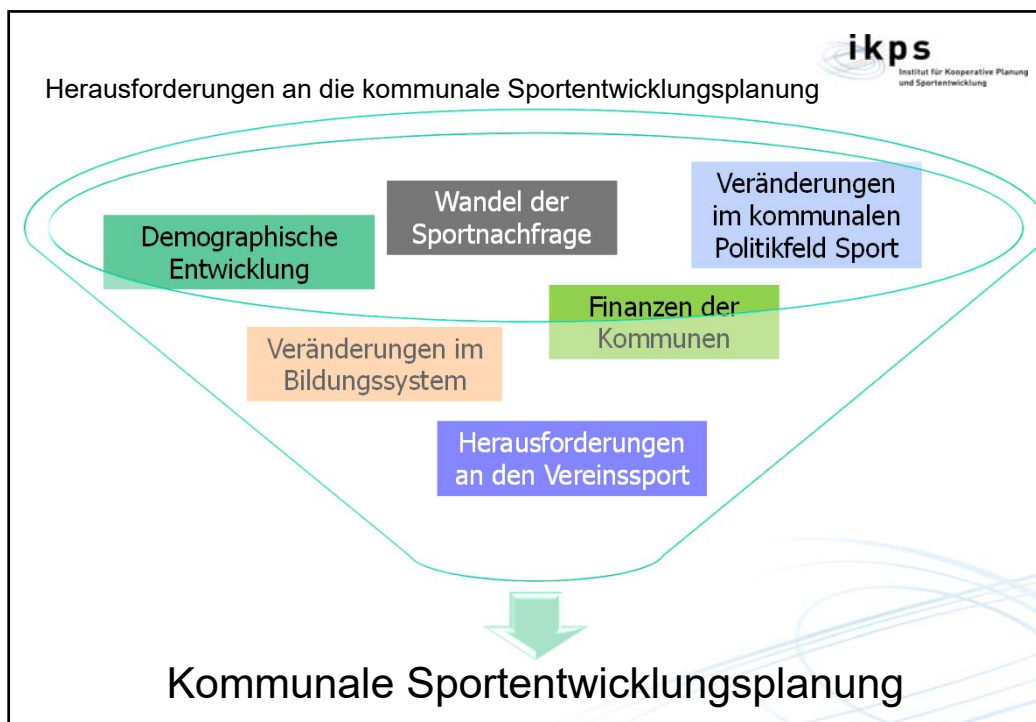 ikps
Institut für Kooperative Planung
und Sportentwicklung
Herausforderungen an die kommunale Sportentwicklungsplanung
Demographische
Entwicklung
Wandel der
Sportnachfrage
Veränderungen
im kommunalen
Politikfeld Sport
Finanzen der
Kommunen
Veränderungen im
Bildungssystem
Herausforderungen
an den Vereinssport
Kommunale Sportentwicklungsplanung